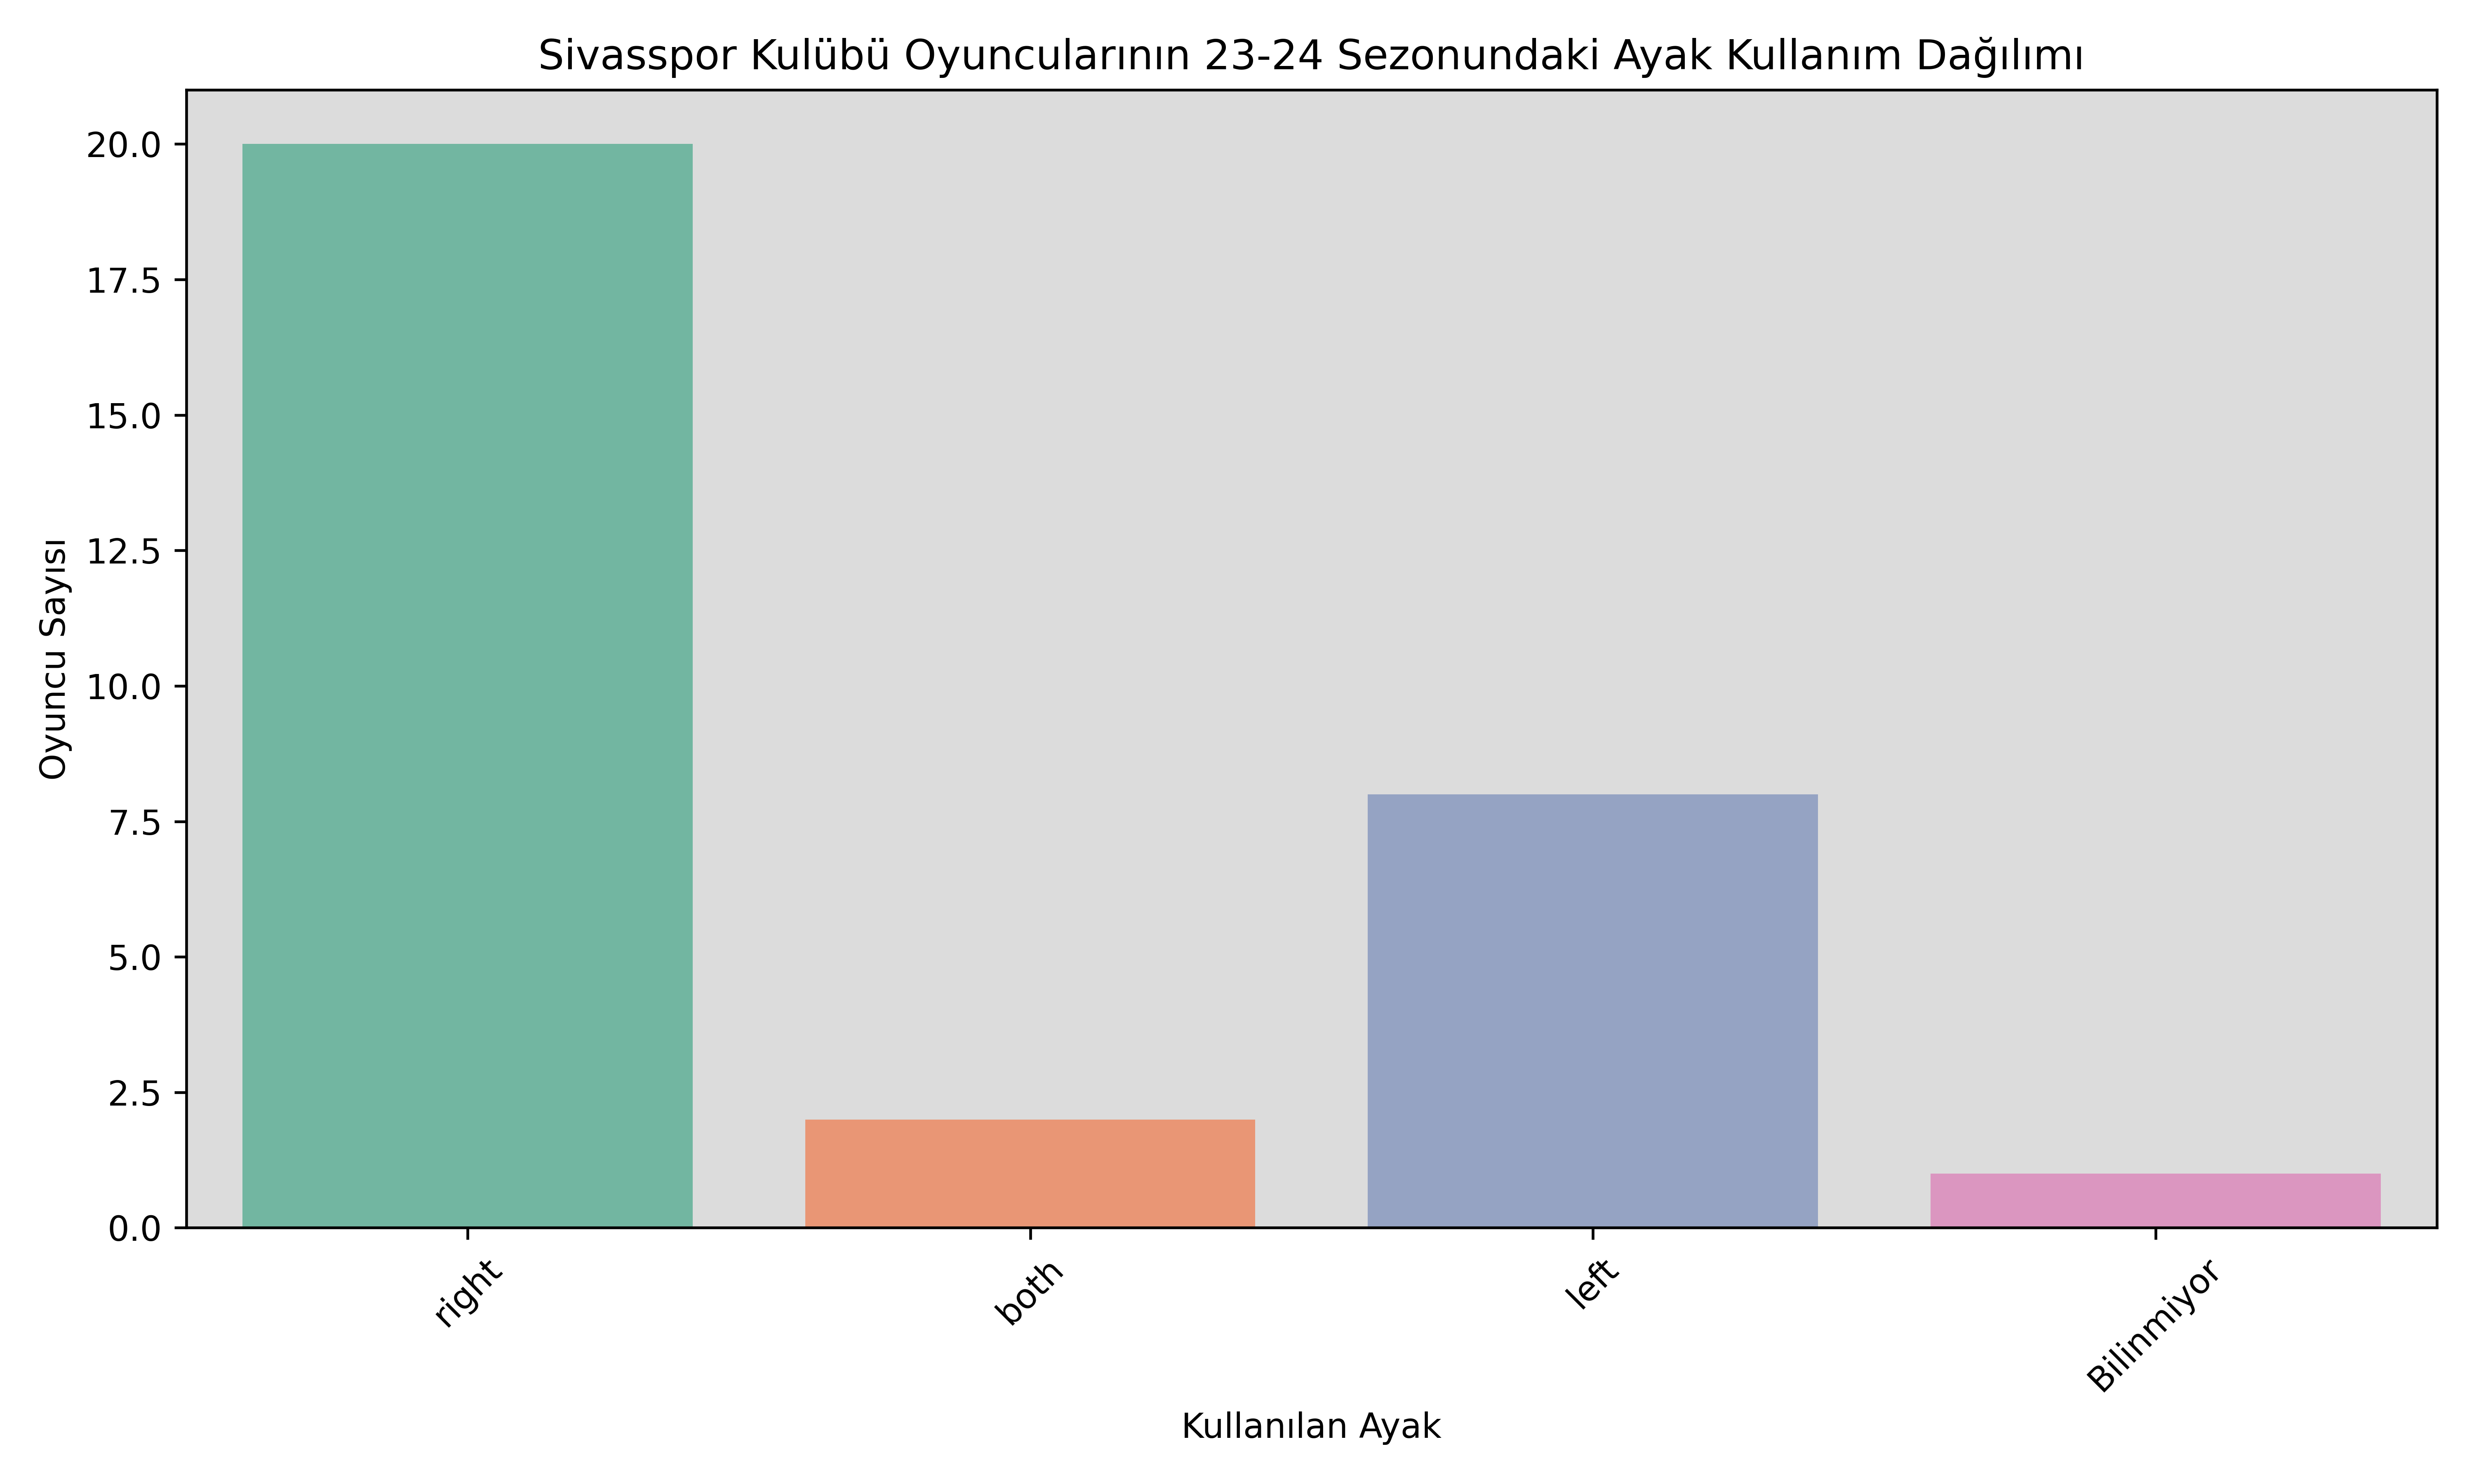 Sivasspor Kulübü Oyuncularının 23-24 Sezonundaki Ayak Kullanım Dağılımı
Oyuncu Sayısı
20.0
17.5
15.0
12.5
10.0
7.5
5.0
2.5
0.0
right
both
left
Bilinmiyor
Kullanılan Ayak